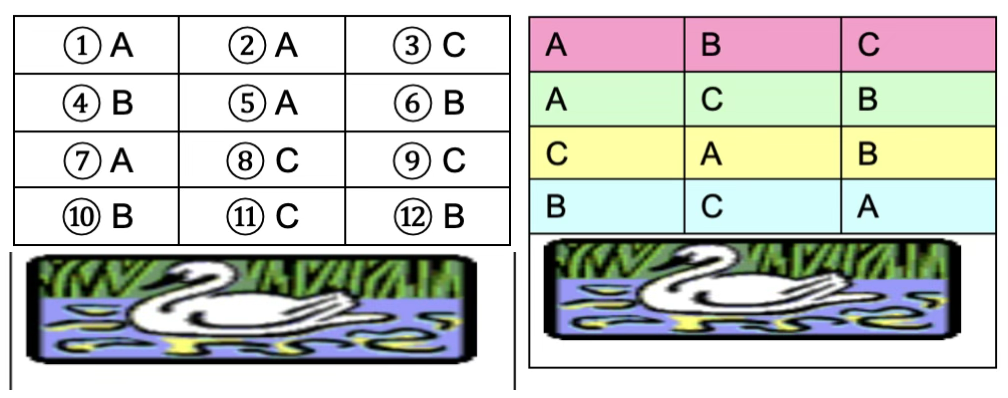 ① A ② A ③ C
④ B ⑤ A ⑥ B
⑦ A ⑧ C ⑨ C
⑩ B ⑪ C ⑫ B
A B C
A C B
C A B
B C A